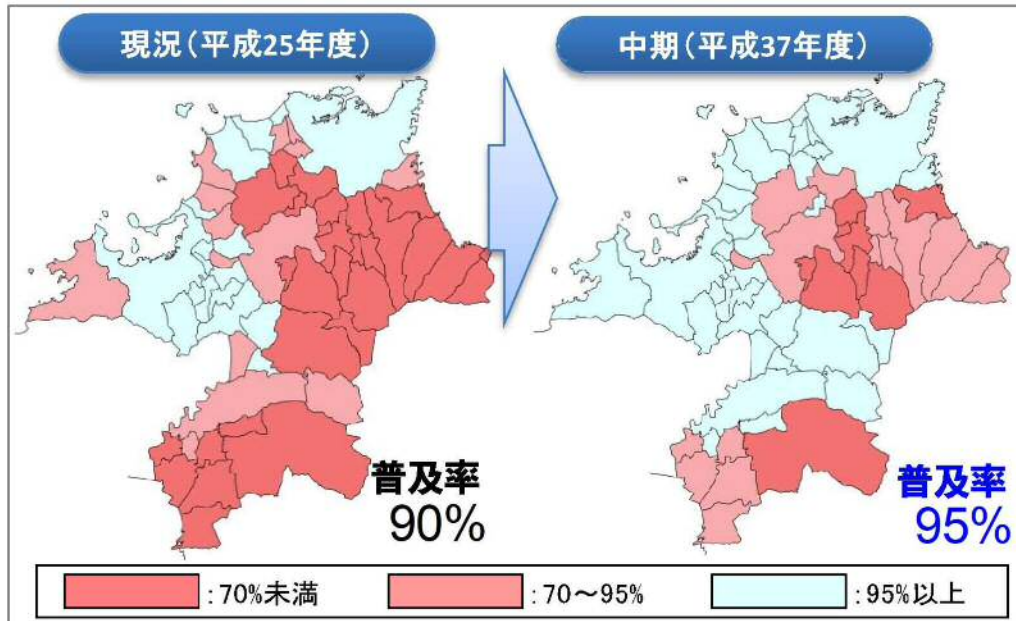 現況(平成25年度)
中期(平成37年度)
普及率
90%
普及率
95%
:70%未満
:70～95%
:95%以上